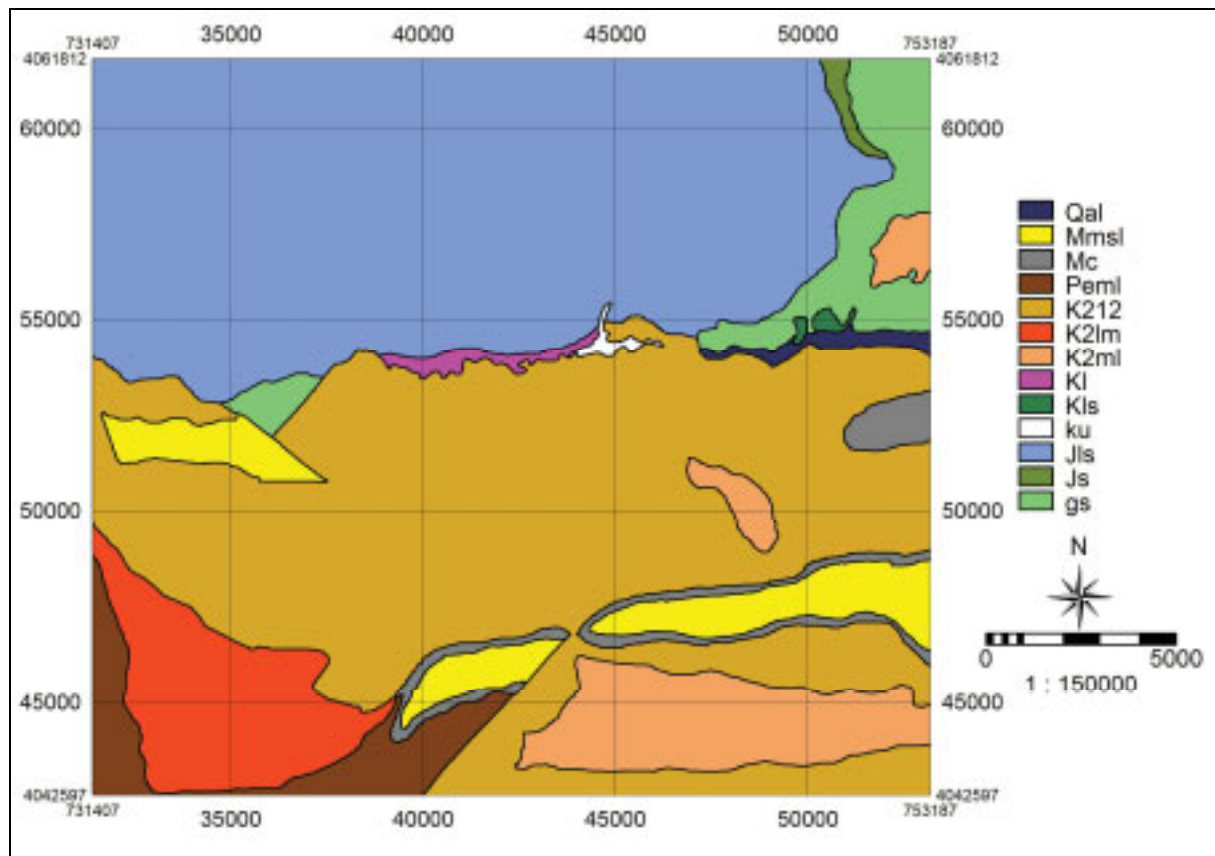 35000 40000 45000 50000
731407 753187
4061812 4061812
60000 60000
55000 55000
50000 50000
45000 45000
4042597 4042597
731407 753187
35000 40000 45000 50000
Qal
Mmsl
Mc
Peml
K212
K2lm
K2ml
Kl
Kls
ku
Jls
Js
gs
N
0 5000
1 : 150000